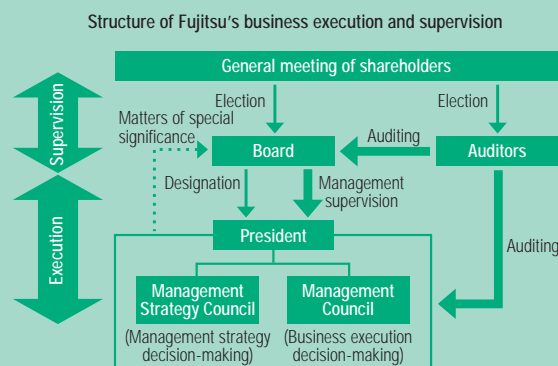 Structure of Fujitsu's business execution and supervision
General meeting of shareholders
Supervision
Matters of special
significance
Election
Election
Board
Auditing
Auditors
Designation
Management
supervision
Execution
President
Auditing
Management
Strategy Council
Management
Council
(Management strategy
decision-making)
(Business execution
decision-making)